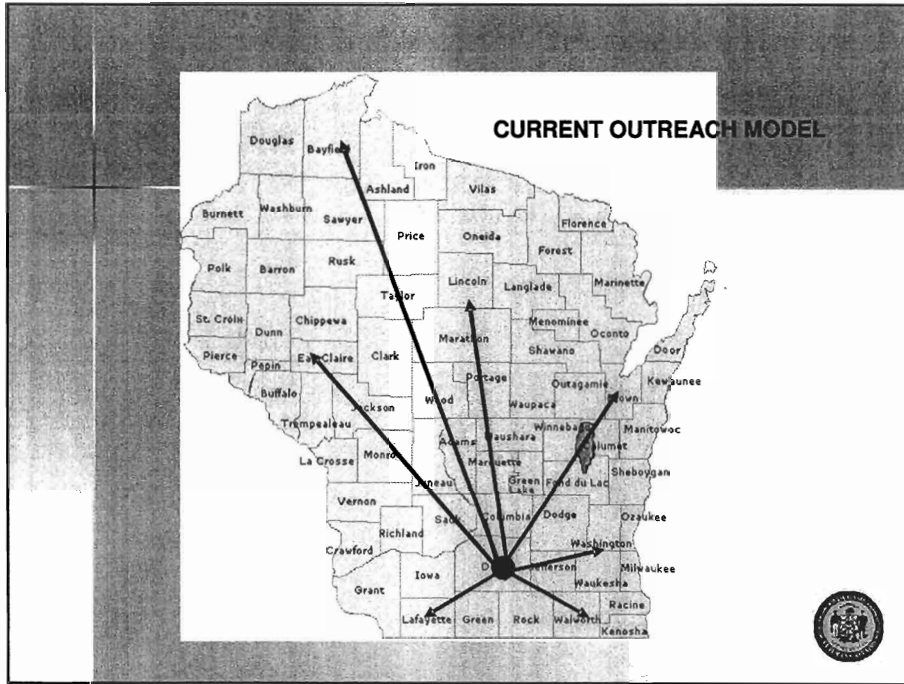 CURRENT OUTREACH MODEL
Douglas
Bayfield
Iron
Ashland
Vilas
Burnett
Washburn
Sawyer
Florence
Price
Oneida
Forest
Polk
Barron
Rusk
Lincoln
Langlade
Marinette
Taylor
St. Croix
Dunn
Chippewa
Menominee
Oconto
Marathon
Door
Pierce
Pepin
Eau Claire
Clark
Shawano
Buffalo
Portage
Outagamie
Kewaunee
Wood
Waupaca
Brown
Jackson
Trempealeau
Winnebago
Manitowoc
Adams
Waushara
Calumet
La Crosse
Monroe
Marquette
Green
Lake
Fond du Lac
Sheboygan
Juneau
Vernon
Sauk
Columbia
Dodge
Ozaukee
Richland
Washington
Crawford
Iowa
Jefferson
Milwaukee
Waukesha
Grant
Racine
Lafayette
Green
Rock
Walworth
Kenosha